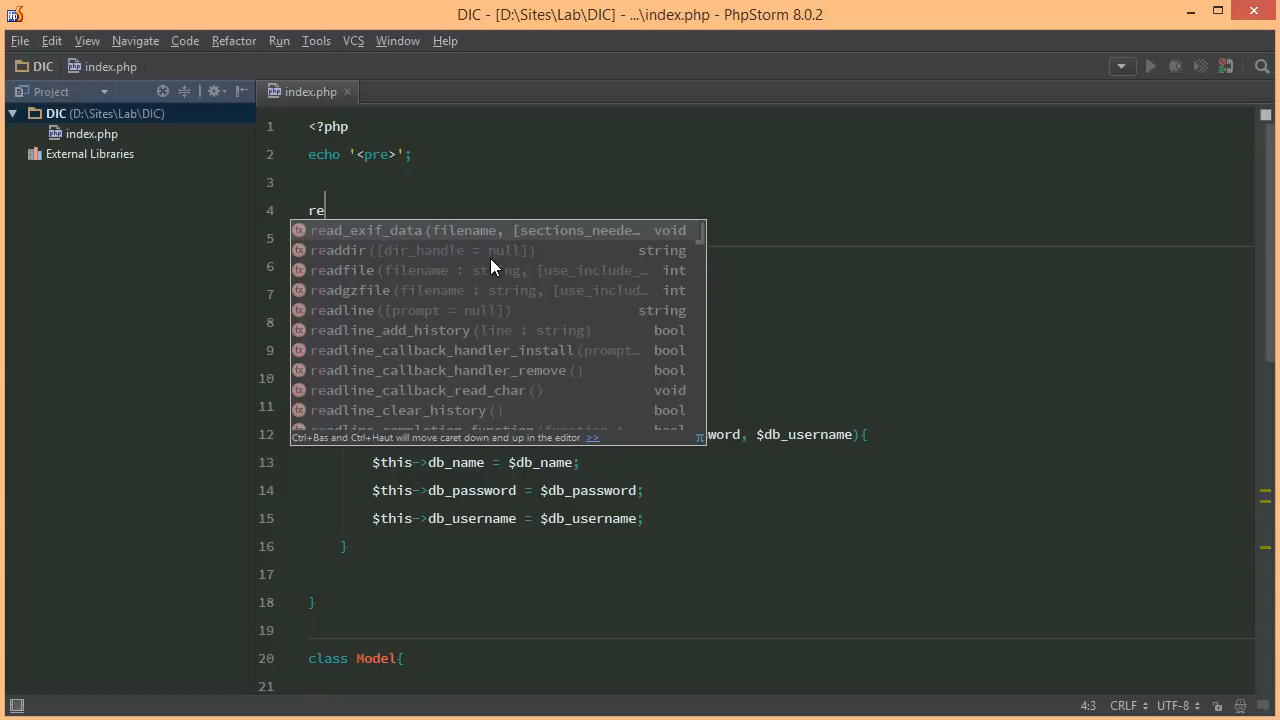 DIC - [D:\Sites\Lab\DIC] - ...\index.php - PhpStorm 8.0.2
File Edit View Navigate Code Refactor Run Tools VCS Window Help
DIC index.php
Project
index.php
DIC (D:\Sites\Lab\DIC)
index.php
External Libraries
1 <?php
2 echo '<pre>';
3
4 re
read_exif_data(filename, [sections_neede… void
5 readdir([dir_handle = null]) string
6 readfile(filename : string, [use_include_… int
7 readgzfile(filename : string, [use_includ… int
readline([prompt = null]) string
8 readline_add_history(line : string) bool
9 readline_callback_handler_install(prompt… bool
10 readline_callback_handler_remove() bool
readline_callback_read_char() void
11 readline_clear_history() bool
readline_completion_function(function : bool
Ctrl+Bas and Ctrl+Haut will move caret down and up in the editor >> π
12 word, $db_username){
13 $this->db_name = $db_name;
14 $this->db_password = $db_password;
15 $this->db_username = $db_username;
16 }
17
18 }
19
20 class Model{
21
4:3 CRLF UTF-8